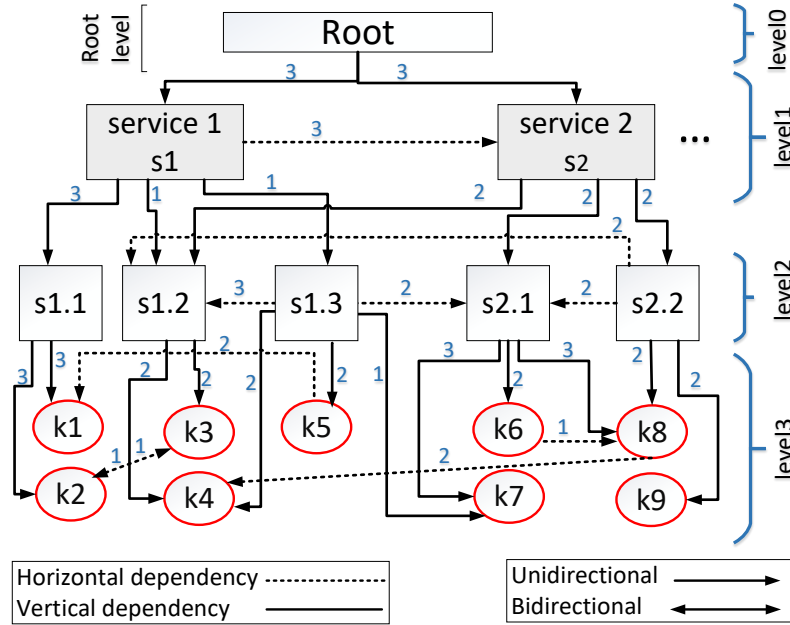 Root
level
Root
level0
3 3
service 1
s1
3
service 2
s2
...
level1
3 1 1 2 2 2
2
s1.1
s1.2
3
s1.3
2
s2.1
2
s2.2
level2
3 3 2 2 2 2 2 1 3 2 3 2 2
k1
k3
k5
k6
1
k8
level3
1 1
2
k2
k4
k7
k9
Horizontal dependency
Vertical dependency
Unidirectional
Bidirectional